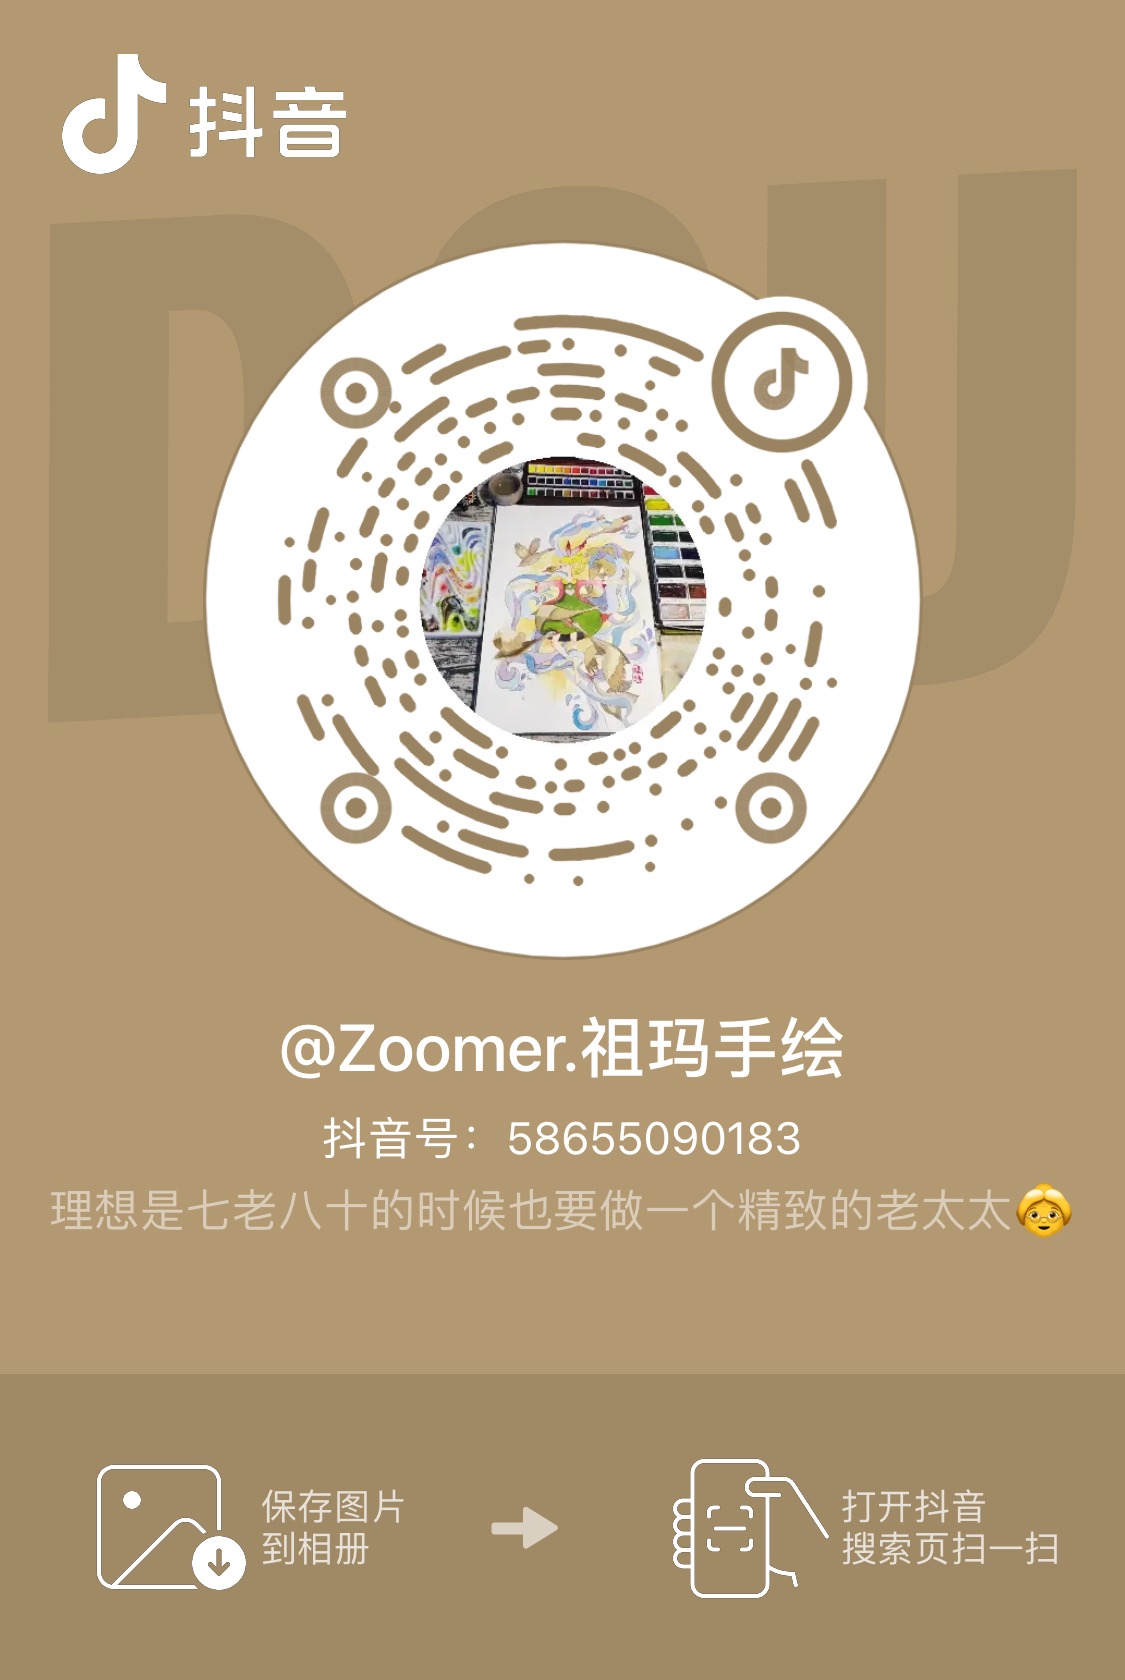 抖音
DOU
@Zoomer.祖玛手绘
抖音号：58655090183
理想是七老八十的时候也要做一个精致的老太太👵
保存图片
到相册
打开抖音
搜索页扫一扫